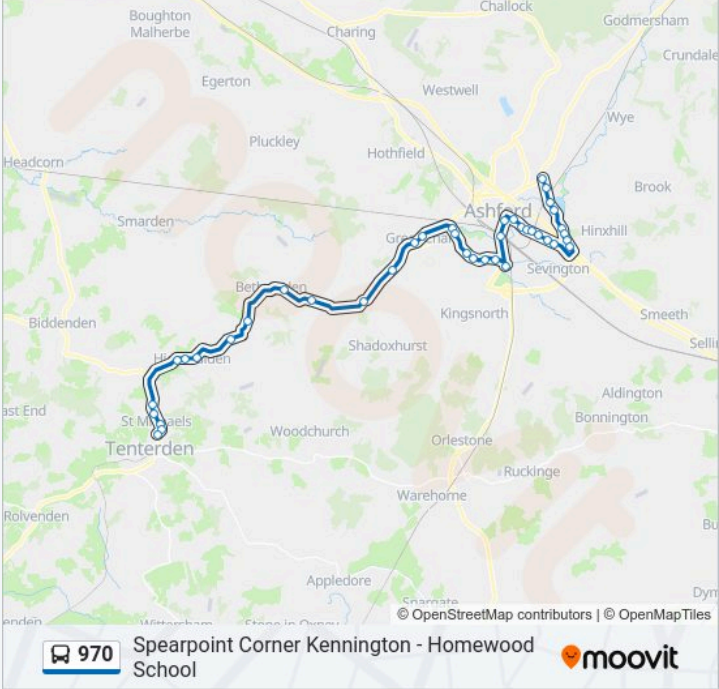 Boughton
Malherbe
Challock
Charing
Godmersham
Crundale
Egerton
Westwell
Wye
Pluckley
Hothfield
Headcorn
Brook
Ashford
Smarden
Hinxhill
Sevington
Biddenden
Kingsnorth
Smeeth
Shadoxhurst
Aldington
Bonnington
St Michaels
Woodchurch
Tenterden
Orlestone
Ruckinge
Warehorne
Rolvenden
Appledore
© OpenStreetMap contributors | © OpenMapTiles
970
Spearpoint Corner Kennington - Homewood
School
moovit